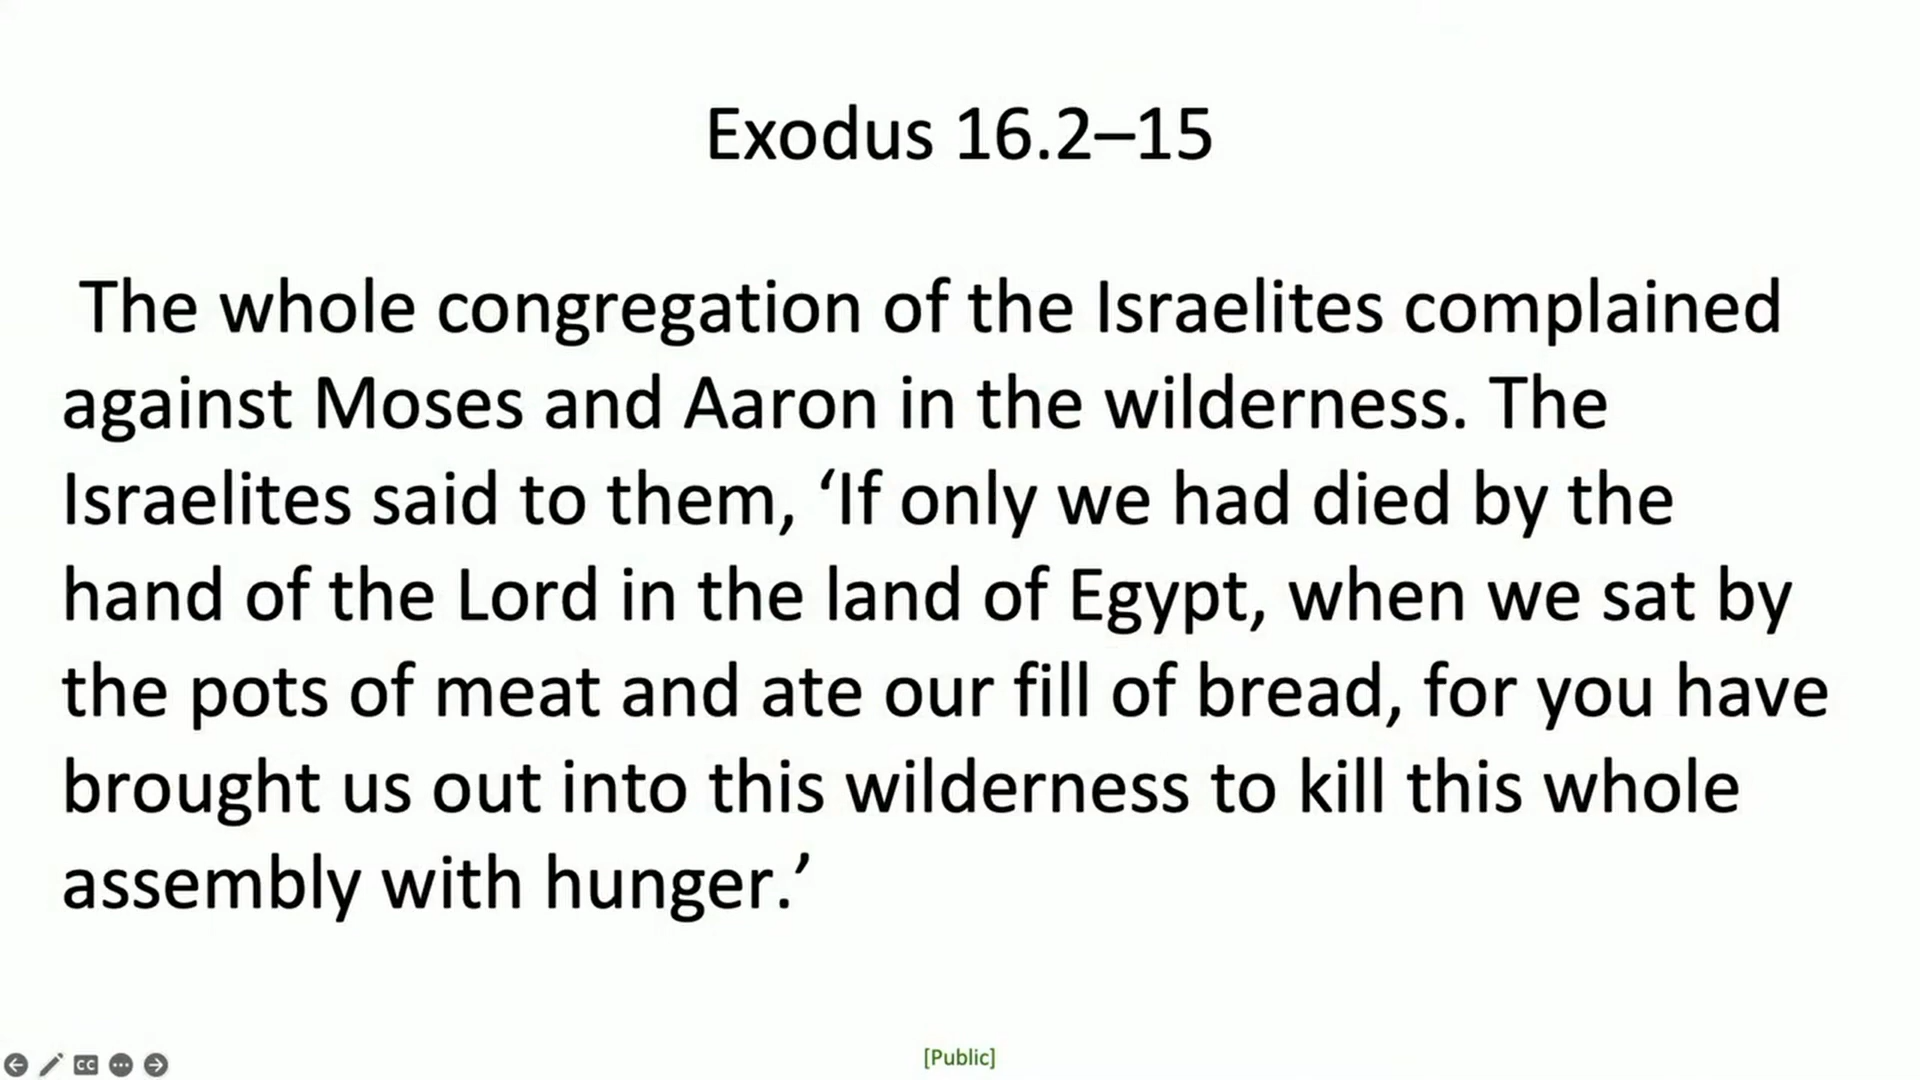 Exodus 16.2–15
The whole congregation of the Israelites complained
against Moses and Aaron in the wilderness. The
Israelites said to them, ‘If only we had died by the
hand of the Lord in the land of Egypt, when we sat by
the pots of meat and ate our fill of bread, for you have
brought us out into this wilderness to kill this whole
assembly with hunger.’
CC
[Public]